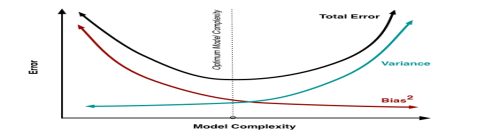 Total Error
Optimum Model Complexity
Variance
Error
Bias²
Model Complexity